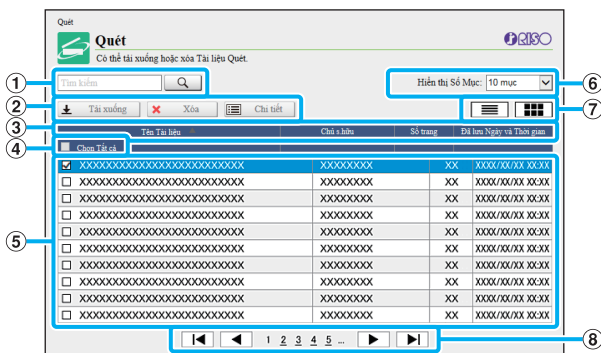 Quét
Quét
RISO
Có thể tải xuống hoặc xóa Tài liệu Quét.
1
Tìm kiếm
Hiển thị Số Mục: 10 mục
6
2
Tải xuống
Xóa
Chi tiết
7
3
Tên Tài liệu Chủ s.hữu Số trang Đã lưu Ngày và Thời gian
4
Chọn Tất cả
XXXXXXXXXXXXXXXXXXXXXXXXXX XXXXXXXX XX XXXX/XX/XX XX:XX
XXXXXXXXXXXXXXXXXXXXXXXXXX XXXXXXXX XX XXXX/XX/XX XX:XX
XXXXXXXXXXXXXXXXXXXXXXXXXX XXXXXXXX XX XXXX/XX/XX XX:XX
XXXXXXXXXXXXXXXXXXXXXXXXXX XXXXXXXX XX XXXX/XX/XX XX:XX
XXXXXXXXXXXXXXXXXXXXXXXXXX XXXXXXXX XX XXXX/XX/XX XX:XX
5
XXXXXXXXXXXXXXXXXXXXXXXXXX XXXXXXXX XX XXXX/XX/XX XX:XX
XXXXXXXXXXXXXXXXXXXXXXXXXX XXXXXXXX XX XXXX/XX/XX XX:XX
XXXXXXXXXXXXXXXXXXXXXXXXXX XXXXXXXX XX XXXX/XX/XX XX:XX
XXXXXXXXXXXXXXXXXXXXXXXXXX XXXXXXXX XX XXXX/XX/XX XX:XX
XXXXXXXXXXXXXXXXXXXXXXXXXX XXXXXXXX XX XXXX/XX/XX XX:XX
1 2 3 4 5 ...
8